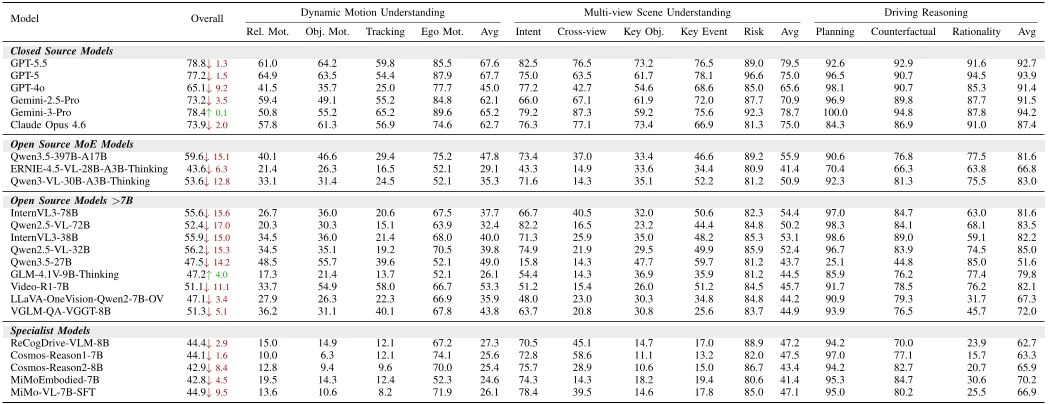 Model Overall Dynamic Motion Understanding Multi-view Scene Understanding Driving Reasoning
Rel. Mot. Obj. Mot. Tracking Ego Mot. Avg Intent Cross-view Key Obj. Key Event Risk Avg Planning Counterfactual Rationality Avg
Closed Source Models
GPT-5.5 78.8↓ 1.3 61.0 64.2 59.8 85.5 67.6 82.5 76.5 73.2 76.5 89.0 79.5 92.6 92.9 91.6 92.7
GPT-5 77.2↓ 1.5 64.9 63.5 54.4 87.9 67.7 75.0 63.5 61.7 78.1 96.6 75.0 96.5 90.7 94.5 93.9
GPT-4o 65.1↓ 9.2 41.5 35.7 25.0 77.7 45.0 77.2 42.7 54.6 68.6 85.0 65.6 98.1 90.7 85.3 91.4
Gemini-2.5-Pro 73.2↓ 3.5 59.4 49.1 55.2 84.8 62.1 66.0 67.1 61.9 72.0 87.7 70.9 96.9 89.8 87.7 91.5
Gemini-3-Pro 78.4↑ 0.1 50.8 55.2 65.2 89.6 65.2 79.2 87.3 59.2 75.6 92.3 78.7 100.0 94.8 87.8 94.2
Claude Opus 4.6 73.9↓ 2.0 57.8 61.3 56.9 74.6 62.7 76.3 77.1 73.4 66.9 81.3 75.0 84.3 86.9 91.0 87.4
Open Source MoE Models
Qwen3.5-397B-A17B 59.6↓ 15.1 40.1 46.6 29.4 75.2 47.8 73.4 37.0 33.4 46.6 89.2 55.9 90.6 76.8 77.5 81.6
ERNIE-4.5-VL-28B-A3B-Thinking 43.6↓ 6.3 21.4 26.3 16.5 52.1 29.1 43.3 14.9 33.6 34.4 80.9 41.4 70.4 66.3 63.8 66.8
Qwen3-VL-30B-A3B-Thinking 53.6↓ 12.8 33.1 31.4 24.5 52.1 35.3 71.6 14.3 35.1 52.2 81.2 50.9 92.3 81.3 75.5 83.0
Open Source Models >7B
InternVL3-78B 55.6↓ 15.6 26.7 36.0 20.6 67.5 37.7 66.7 40.5 32.0 50.6 82.3 54.4 97.0 84.7 63.0 81.6
Qwen2.5-VL-72B 52.4↓ 17.0 20.3 30.3 15.1 63.9 32.4 82.2 16.5 23.2 44.4 84.8 50.2 98.3 84.1 68.1 83.5
InternVL3-38B 55.9↓ 15.0 34.5 36.0 21.4 68.0 40.0 71.3 25.9 35.0 48.2 85.3 53.1 98.6 89.0 59.1 82.2
Qwen2.5-VL-32B 56.2↓ 15.3 34.5 35.1 19.2 70.5 39.8 74.9 21.9 29.5 49.9 85.9 52.4 96.7 83.9 74.5 85.0
Qwen3.5-27B 47.5↓ 14.2 48.5 55.7 39.6 52.1 49.0 15.8 14.3 47.7 59.7 81.2 43.7 25.1 44.8 85.0 51.6
GLM-4.1V-9B-Thinking 47.2↑ 4.0 17.3 21.4 13.7 52.1 26.1 54.4 14.3 36.9 35.9 81.2 44.5 85.9 76.2 77.4 79.8
Video-R1-7B 51.1↓ 11.1 33.7 54.9 58.0 66.7 53.3 51.2 15.4 26.0 51.2 84.5 45.7 91.7 78.5 76.2 82.1
LLaVA-OneVision-Qwen2-7B-OV 47.1↓ 3.4 27.9 26.3 22.3 66.9 35.9 48.0 23.0 30.3 34.8 84.8 44.2 90.9 79.3 31.7 67.3
VGLM-QA-VGGT-8B 51.3↓ 5.1 36.2 31.1 40.1 67.8 43.8 63.7 20.8 30.8 25.6 83.7 44.9 93.9 76.5 45.7 72.0
Specialist Models
ReCogDrive-VLM-8B 44.4↓ 2.9 15.0 14.9 12.1 67.2 27.3 70.5 45.1 14.7 17.0 88.9 47.2 94.2 70.0 23.9 62.7
Cosmos-Reason1-7B 44.1↓ 1.6 10.0 6.3 12.1 74.1 25.6 72.8 58.6 11.1 13.2 82.0 47.5 97.0 77.1 15.7 63.3
Cosmos-Reason2-8B 42.9↓ 8.4 12.8 9.4 9.6 70.0 25.4 75.7 28.9 10.6 15.0 86.7 43.4 94.2 82.7 20.7 65.9
MiMoEmbodied-7B 42.8↓ 4.5 19.5 14.3 12.4 52.3 24.6 74.3 14.3 18.2 19.4 80.6 41.4 95.3 84.7 30.6 70.2
MiMo-VL-7B-SFT 44.9↓ 9.5 13.6 10.6 8.2 71.9 26.1 78.4 39.5 14.6 17.8 85.0 47.1 95.0 80.2 25.5 66.9